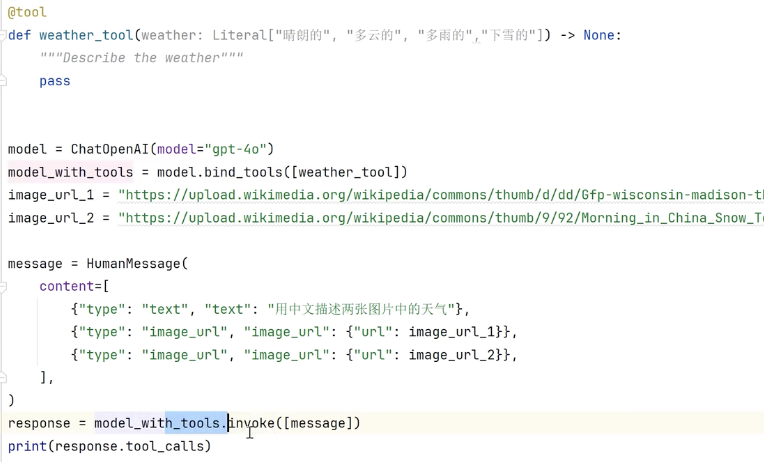 @tool
def weather_tool(weather: Literal["晴朗的", "多云的", "多雨的","下雪的"]) -> None:
"""Describe the weather"""
pass
model = ChatOpenAI(model="gpt-4o")
model_with_tools = model.bind_tools([weather_tool])
image_url_1 = "https://upload.wikimedia.org/wikipedia/commons/thumb/d/dd/Gfp-wisconsin-madison-th
image_url_2 = "https://upload.wikimedia.org/wikipedia/commons/thumb/9/92/Morning_in_China_Snow_T
message = HumanMessage(
content=[
{"type": "text", "text": "用中文描述两张图片中的天气"},
{"type": "image_url", "image_url": {"url": image_url_1}},
{"type": "image_url", "image_url": {"url": image_url_2}},
],
)
response = model_with_tools.invoke([message])
print(response.tool_calls)